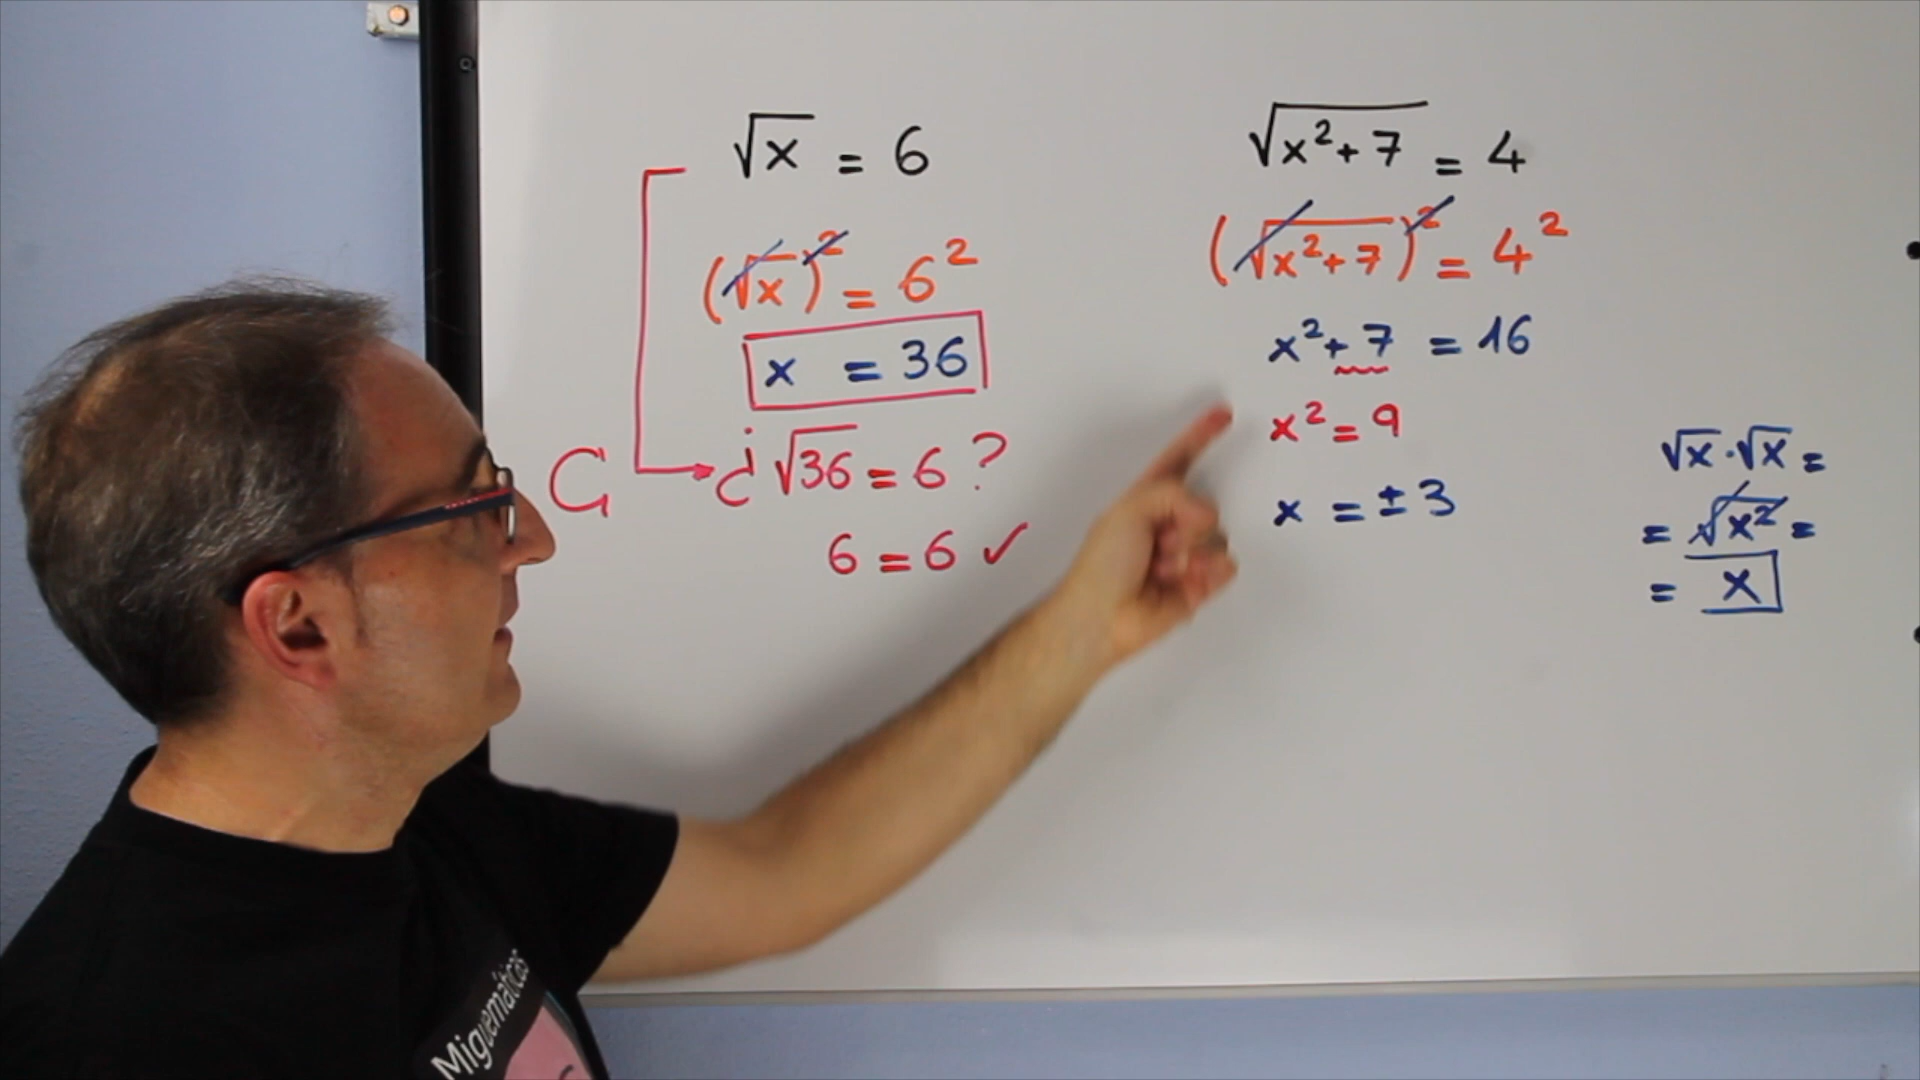 √x = 6
(√x)² = 6²
x = 36
C ¿√36 = 6?
6 = 6 ✓
√x²+7 = 4
(√x²+7)² = 4²
x²+7 = 16
x² = 9
x = ±3
√x·√x =
= √x² =
= x
Miguemáticas